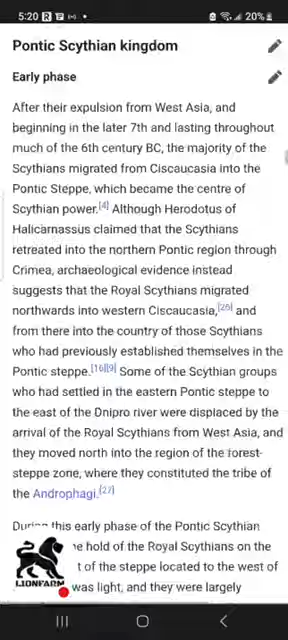 5:20
20%
Pontic Scythian kingdom
Early phase
After their expulsion from West Asia, and
beginning in the later 7th and lasting throughout
much of the 6th century BC, the majority of the
Scythians migrated from Ciscaucasia into the
Pontic Steppe, which became the centre of
Scythian power.[4] Although Herodotus of
Halicarnassus claimed that the Scythians
retreated into the northern Pontic region through
Crimea, archaeological evidence instead
suggests that the Royal Scythians migrated
northwards into western Ciscaucasia,[26] and
from there into the country of those Scythians
who had previously established themselves in the
Pontic steppe.[16][9] Some of the Scythian groups
who had settled in the eastern Pontic steppe to
the east of the Dnipro river were displaced by the
arrival of the Royal Scythians from West Asia, and
they moved north into the region of the forest-
steppe zone, where they constituted the tribe of
the Androphagi.[27]
During this early phase of the Pontic Scythian
hold of the Royal Scythians on the
t of the steppe located to the west of
was light, and they were largely
LIONFARM